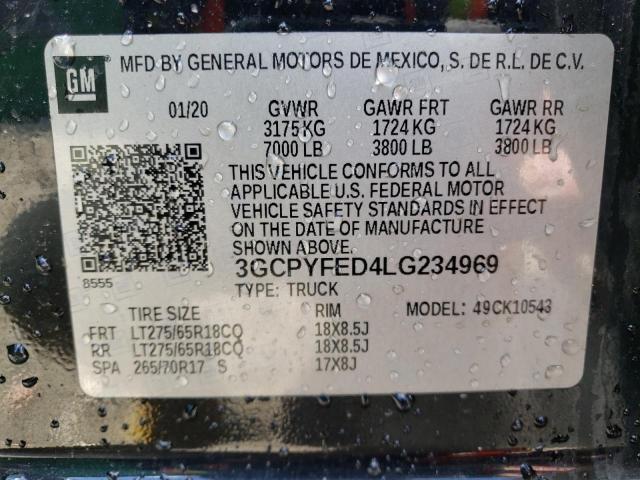 GM
MFD BY GENERAL MOTORS DE MEXICO, S. DE R.L. DE C.V.
01/20 GVWR GAWR FRT GAWR RR
3175 KG 1724 KG 1724 KG
7000 LB 3800 LB 3800 LB
THIS VEHICLE CONFORMS TO ALL
APPLICABLE U.S. FEDERAL MOTOR
VEHICLE SAFETY STANDARDS IN EFFECT
ON THE DATE OF MANUFACTURE
SHOWN ABOVE.
3GCPYFED4LG234969
8555
TYPE: TRUCK MODEL: 49CK10543
TIRE SIZE RIM
FRT LT275/65R18CQ 18X8.5J
RR LT275/65R18CQ 18X8.5J
SPA 265/70R17 S 17X8J